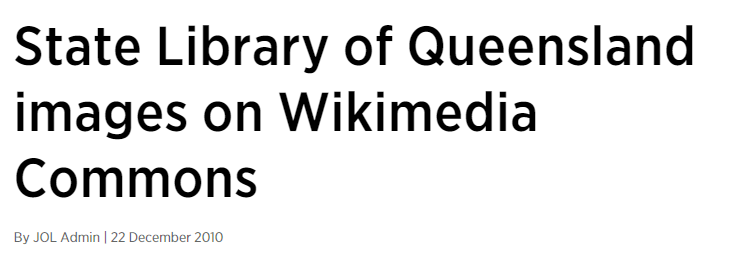 State Library of Queensland
images on Wikimedia
Commons
By JOL Admin | 22 December 2010